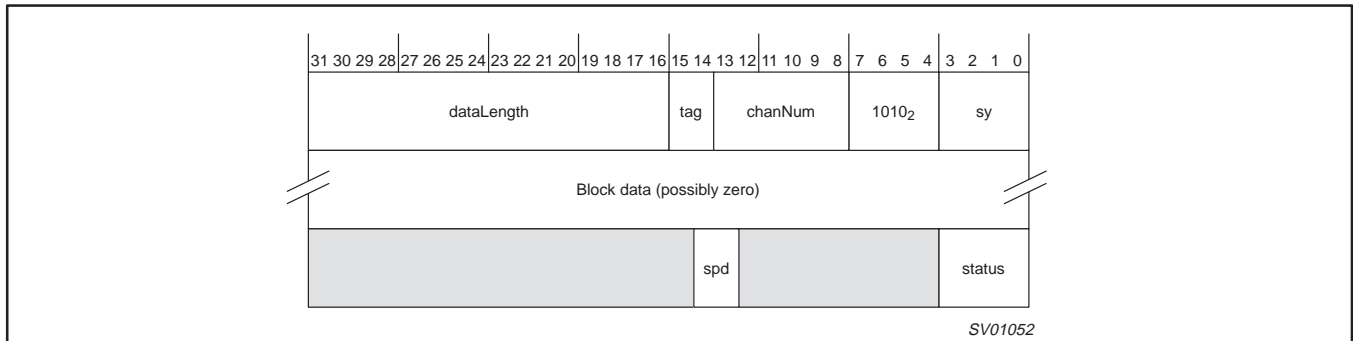 31 30 29 28 27 26 25 24 23 22 21 20 19 18 17 16 15 14 13 12 11 10 9 8 7 6 5 4 3 2 1 0
dataLength tag chanNum 1010₂ sy
Block data (possibly zero)
spd status
SV01052